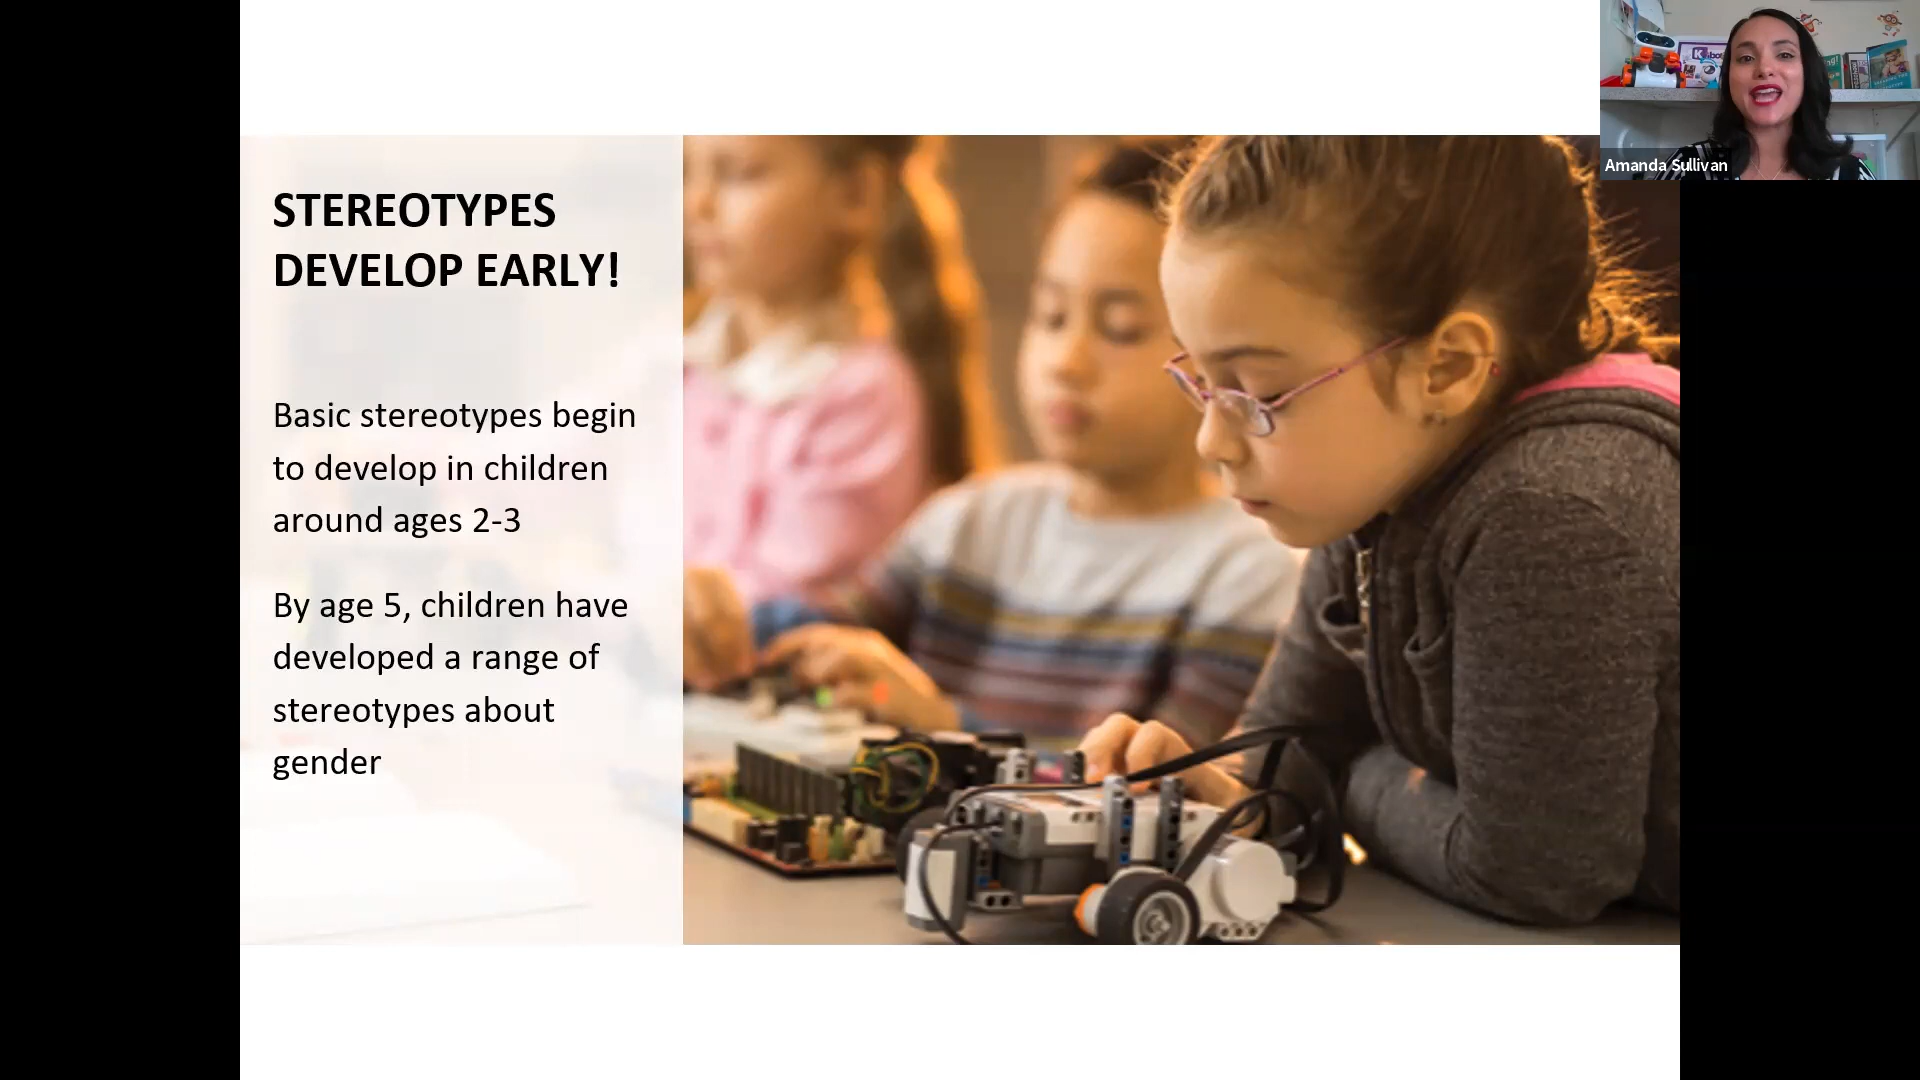 STEREOTYPES
DEVELOP EARLY!
Basic stereotypes begin
to develop in children
around ages 2-3
By age 5, children have
developed a range of
stereotypes about
gender
Amanda Sullivan